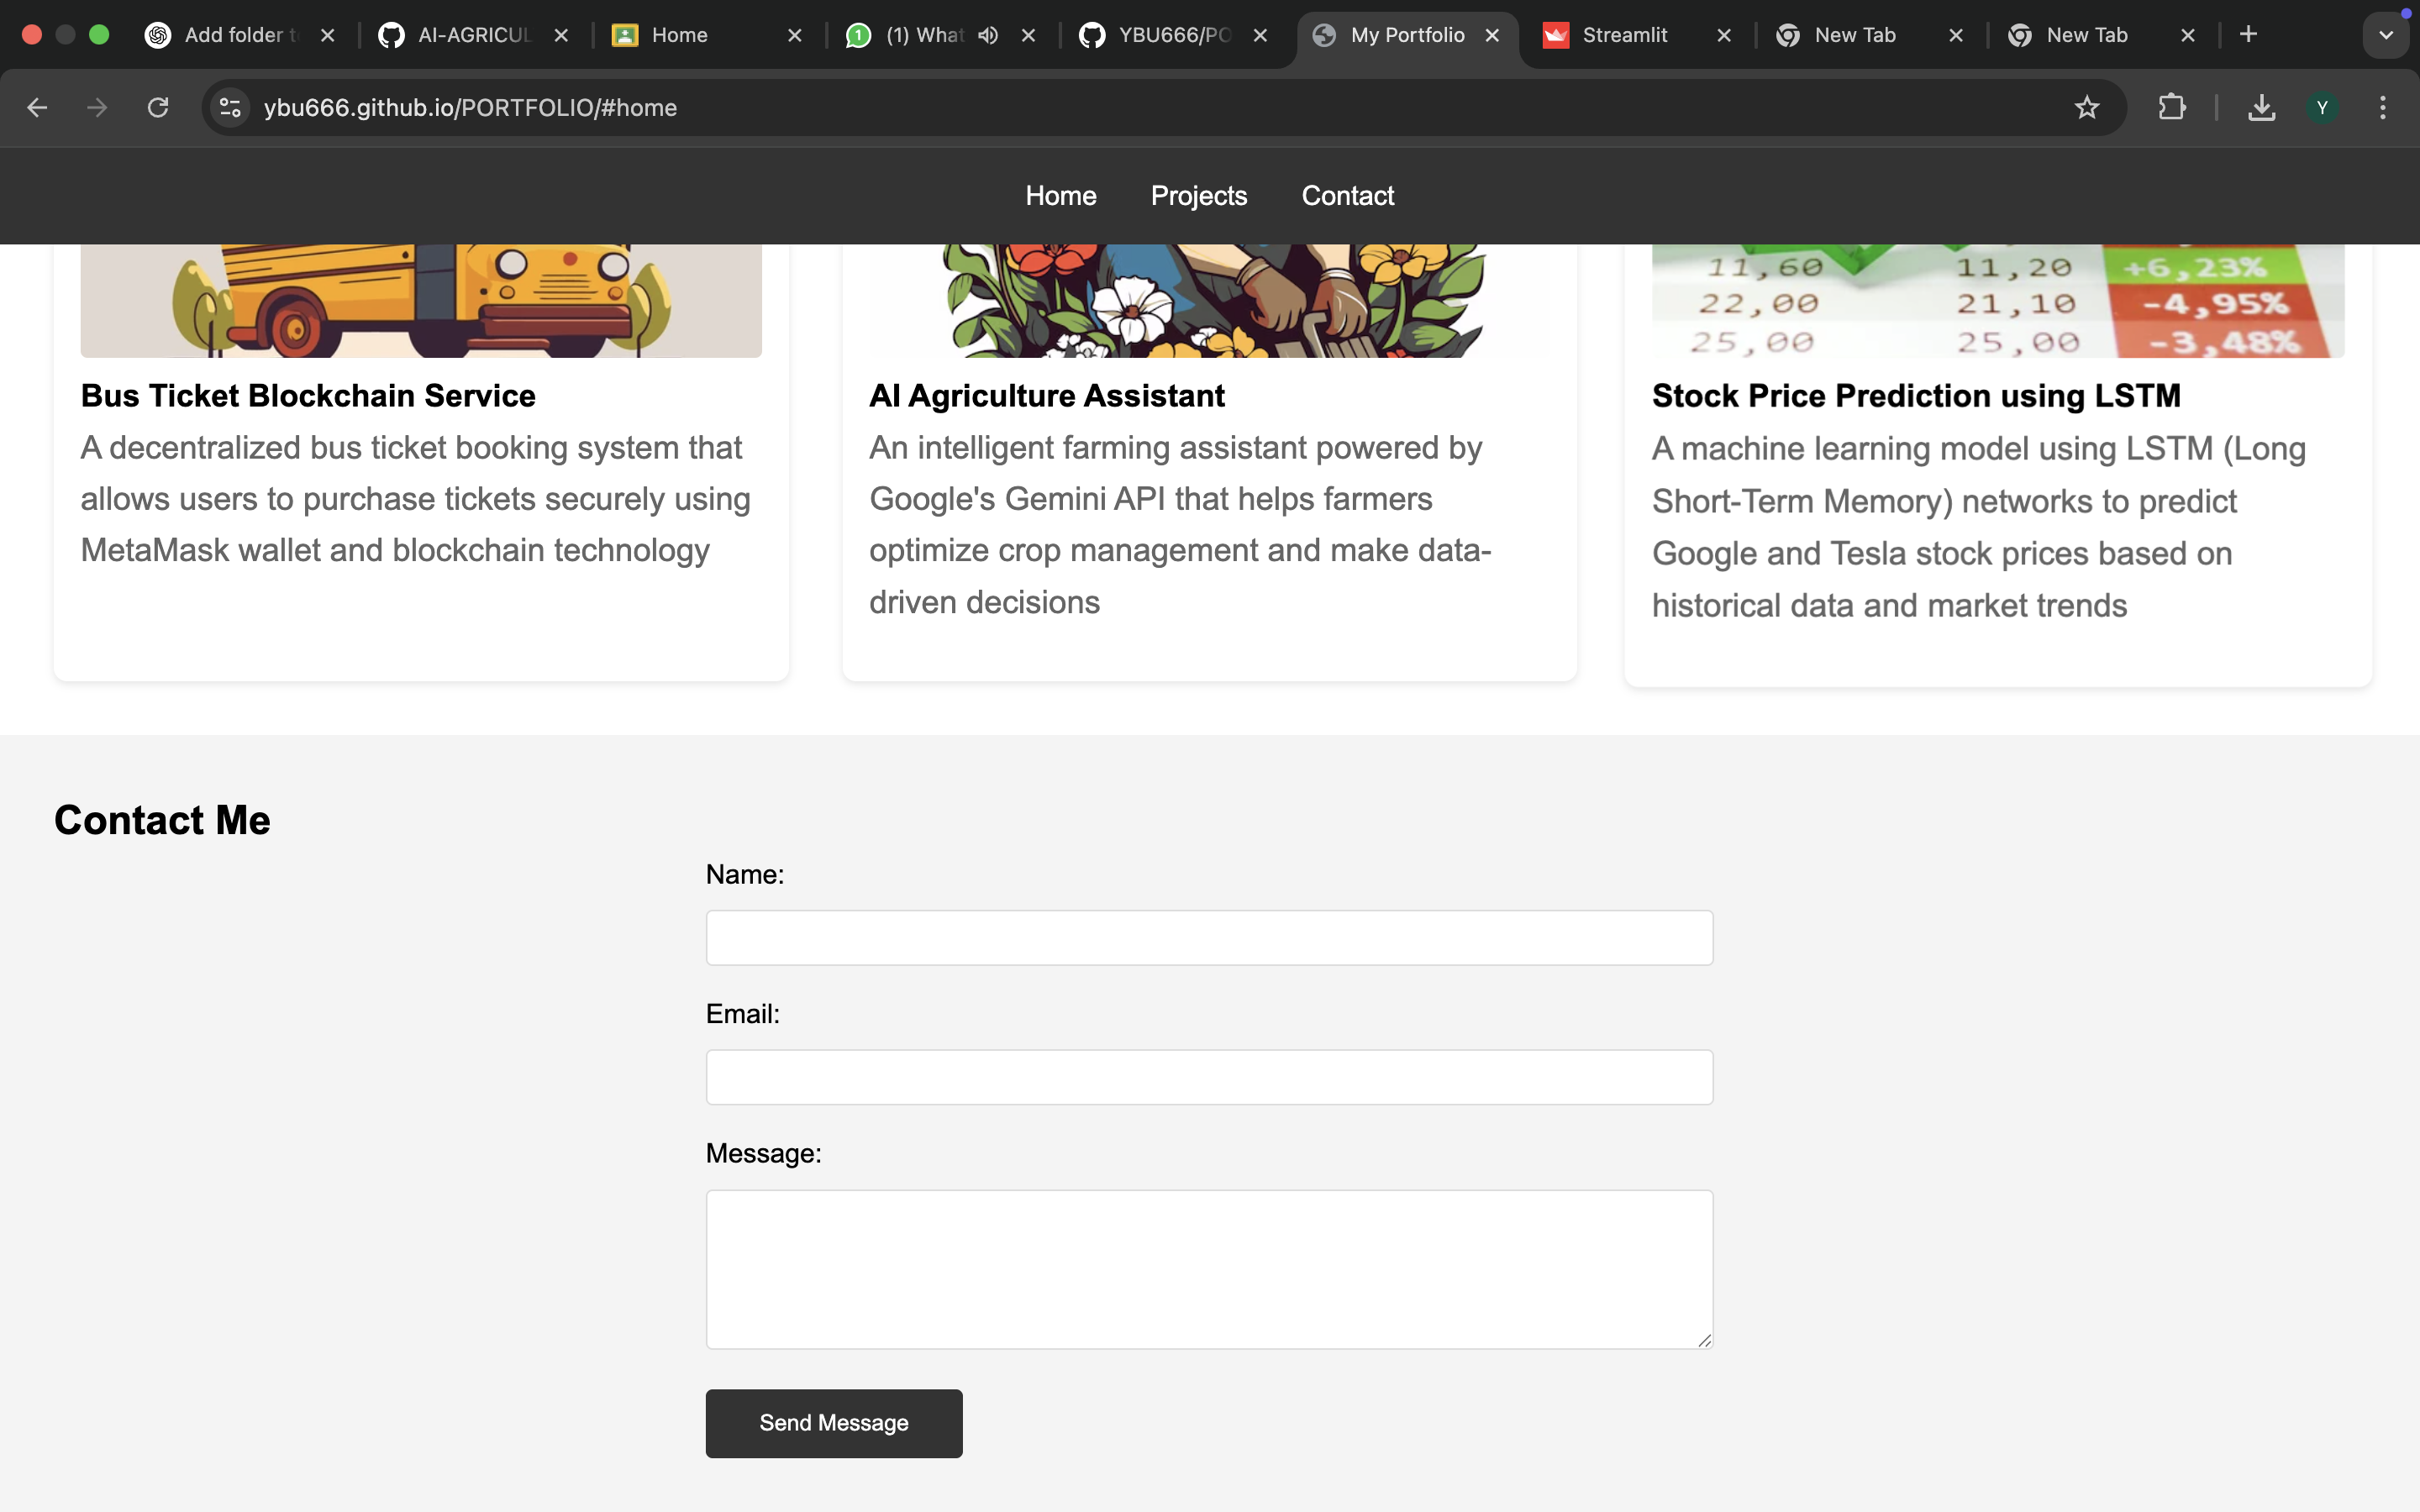 Add folder t
AI-AGRICUL
Home
(1) What
YBU666/PO
My Portfolio
Streamlit
New Tab
New Tab
ybu666.github.io/PORTFOLIO/#home
Y
Home
Projects
Contact
11,60 11,20 +6,23%
22,00 21,10 -4,95%
25,00 25,00 -3,48%
Bus Ticket Blockchain Service
A decentralized bus ticket booking system that
allows users to purchase tickets securely using
MetaMask wallet and blockchain technology
AI Agriculture Assistant
An intelligent farming assistant powered by
Google's Gemini API that helps farmers
optimize crop management and make data-
driven decisions
Stock Price Prediction using LSTM
A machine learning model using LSTM (Long
Short-Term Memory) networks to predict
Google and Tesla stock prices based on
historical data and market trends
Contact Me
Name:
Email:
Message:
Send Message